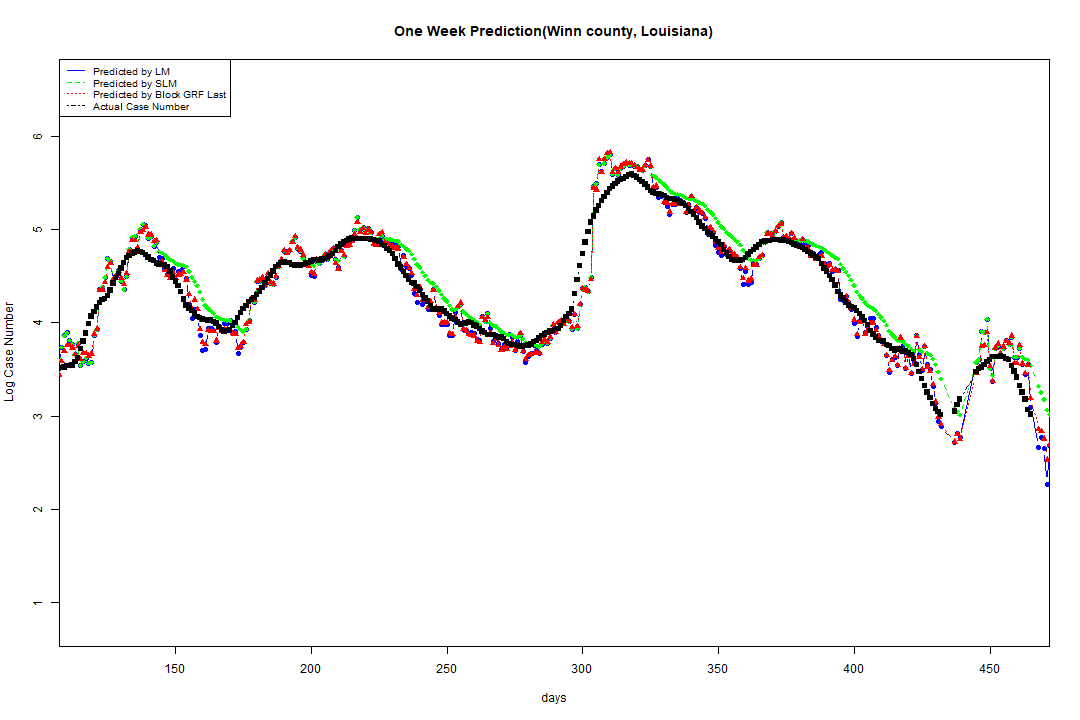 One Week Prediction(Winn county, Louisiana)
Predicted by LM
Predicted by SLM
Predicted by Block GRF Last
Actual Case Number
6
5
4
3
2
1
Log Case Number
150 200 250 300 350 400 450
days